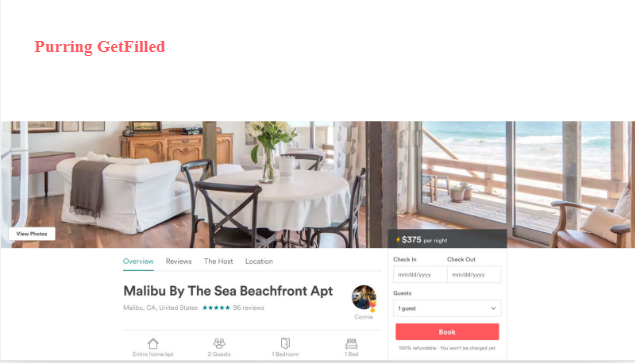 Purring GetFilled
View Photos
$375 per night
Overview Reviews The Host Location
Check In Check Out
mm/dd/yyyy mm/dd/yyyy
Malibu By The Sea Beachfront Apt
Malibu, CA, United States ★★★★★ 96 reviews
Connie
Guests
1 guest
Book
Entire home/apt 2 Guests 1 Bedroom 1 Bed
100% refundable - You won't be charged yet